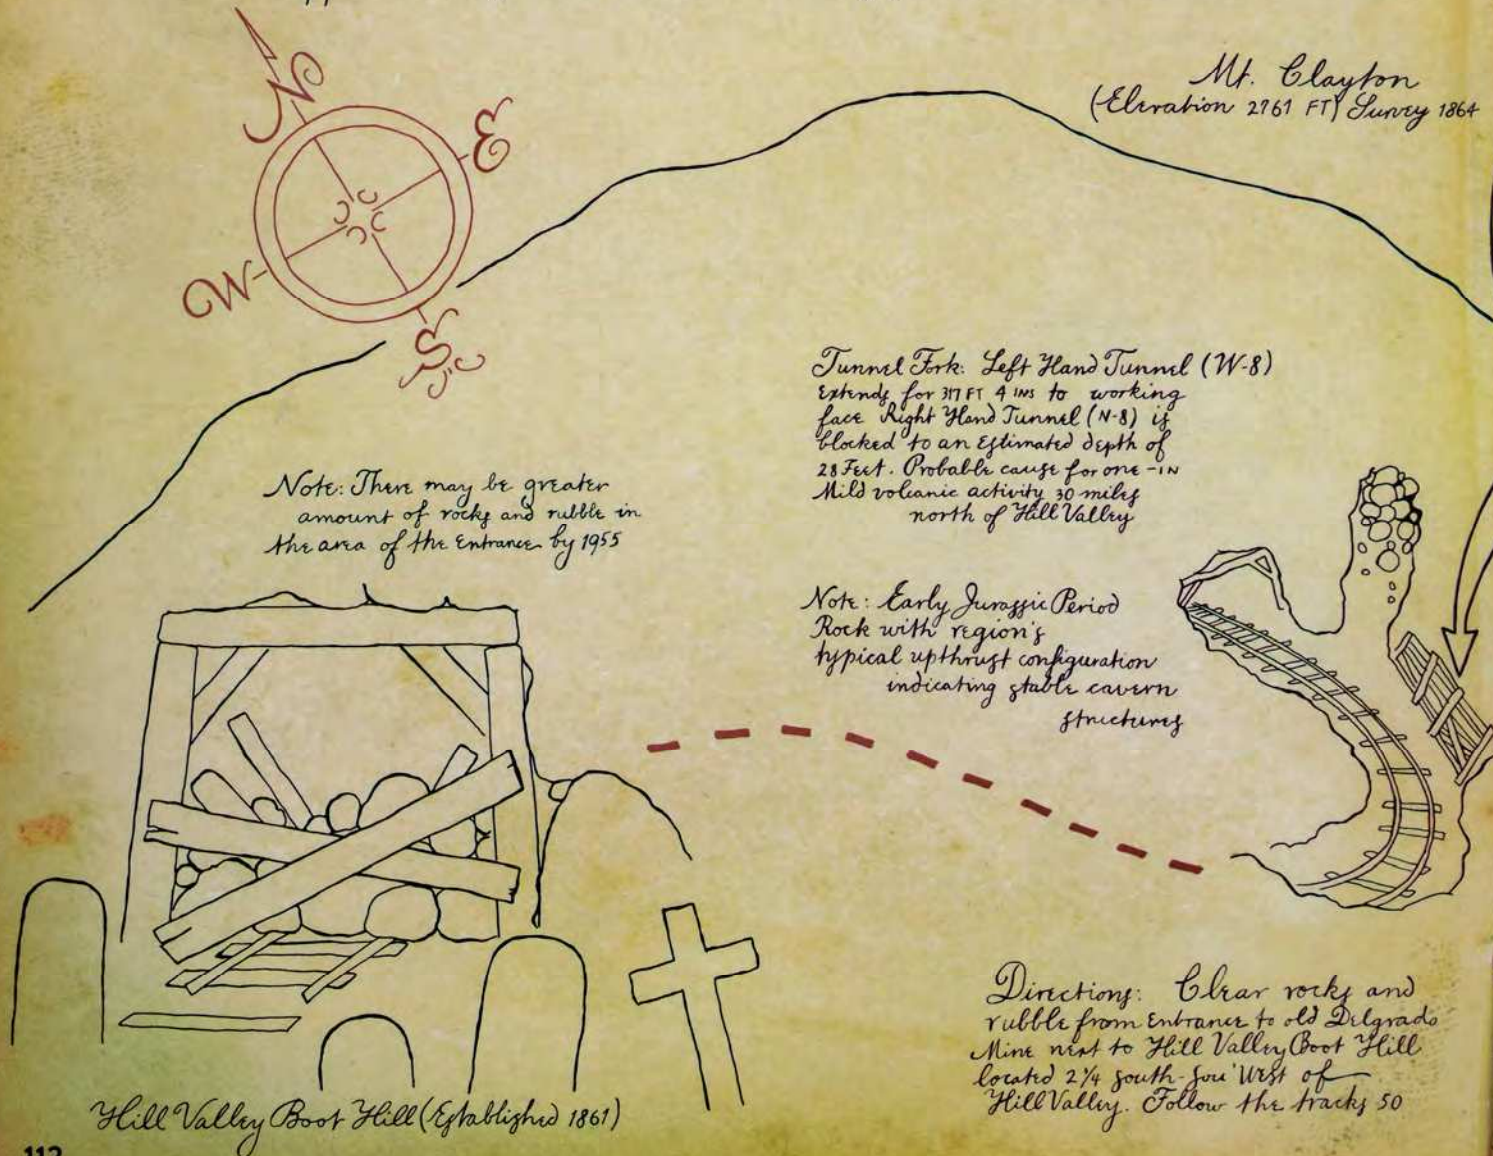 N
E
W
S
Mt. Clayton
(Elevation 2761 FT) Survey 1864
Tunnel Fork: Left Hand Tunnel (W-8)
Extends for 317 FT 4 INS to working
face Right Hand Tunnel (N-8) is
blocked to an Estimated depth of
28 Feet. Probable cause for one-IN
Mild volcanic activity 30 miles
north of Hill Valley
Note: There may be greater
amount of rocks and rubble in
the area of the Entrance by 1955
Note: Early Jurassic Period
Rock with region's
typical upthrust configuration
indicating stable cavern
structures
Directions: Clear rocks and
rubble from Entrance to old Delgrado
Mine next to Hill Valley Boot Hill
located 2 1/4 south-sou' West of
Hill Valley. Follow the tracks 50
Hill Valley Boot Hill (Established 1861)